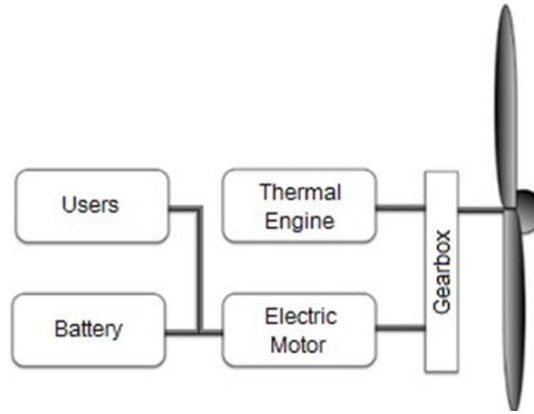 Users
Thermal
Engine
Gearbox
Battery
Electric
Motor